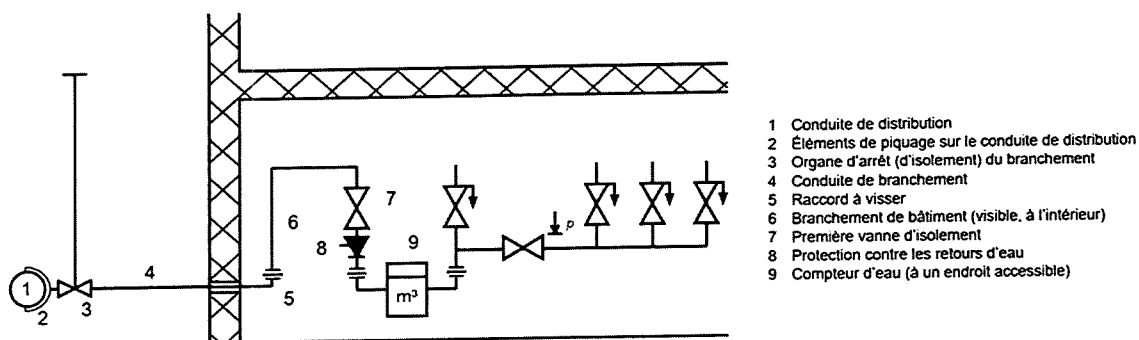 1 Conduite de distribution
2 Éléments de piquage sur le conduite de distribution
3 Organe d'arrêt (d'isolement) du branchement
4 Conduite de branchement
5 Raccord à visser
6 Branchement de bâtiment (visible, à l'intérieur)
7 Première vanne d'isolement
8 Protection contre les retours d'eau
9 Compteur d'eau (à un endroit accessible)
7
6
p
8
9
4
1
5
m³
2
3